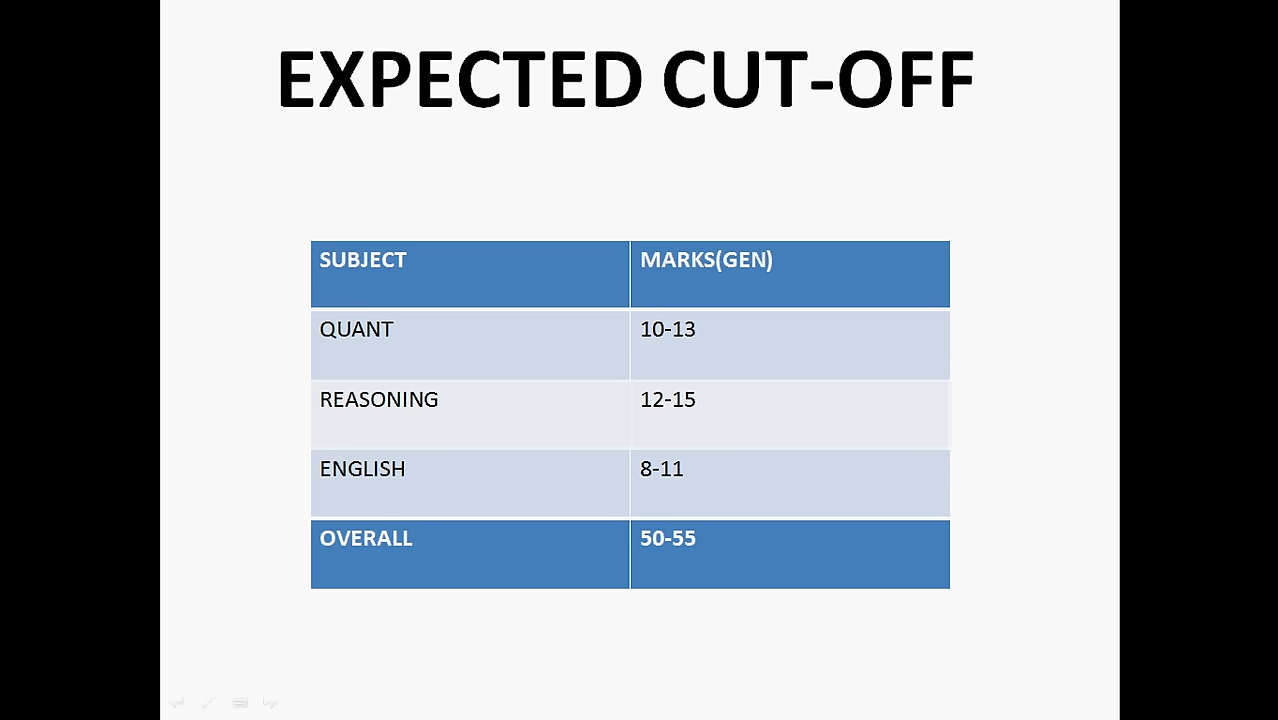 EXPECTED CUT-OFF
SUBJECT MARKS(GEN)
QUANT 10-13
REASONING 12-15
ENGLISH 8-11
OVERALL 50-55